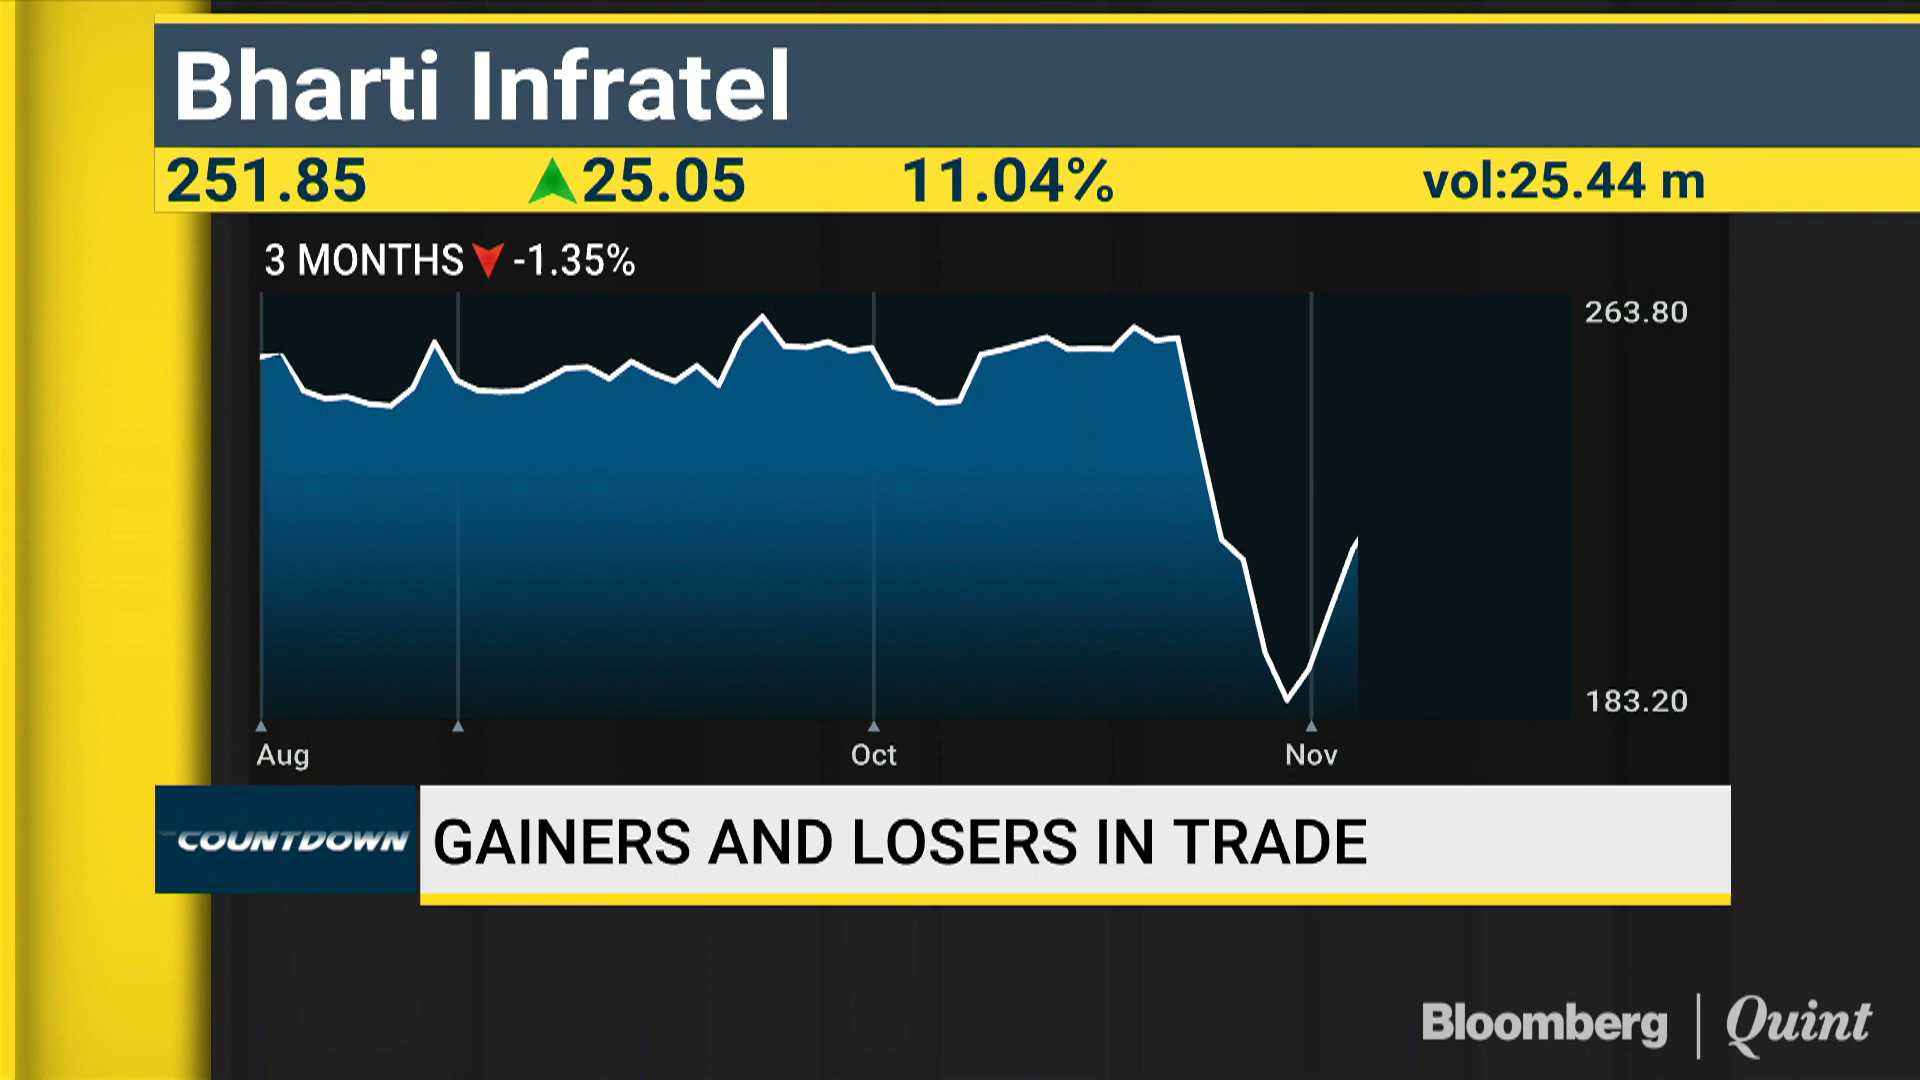 Bharti Infratel
251.85 ▲25.05 11.04% vol:25.44 m
3 MONTHS▼-1.35%
263.80
183.20
Aug Oct Nov
COUNTDOWN GAINERS AND LOSERS IN TRADE
Bloomberg | Quint